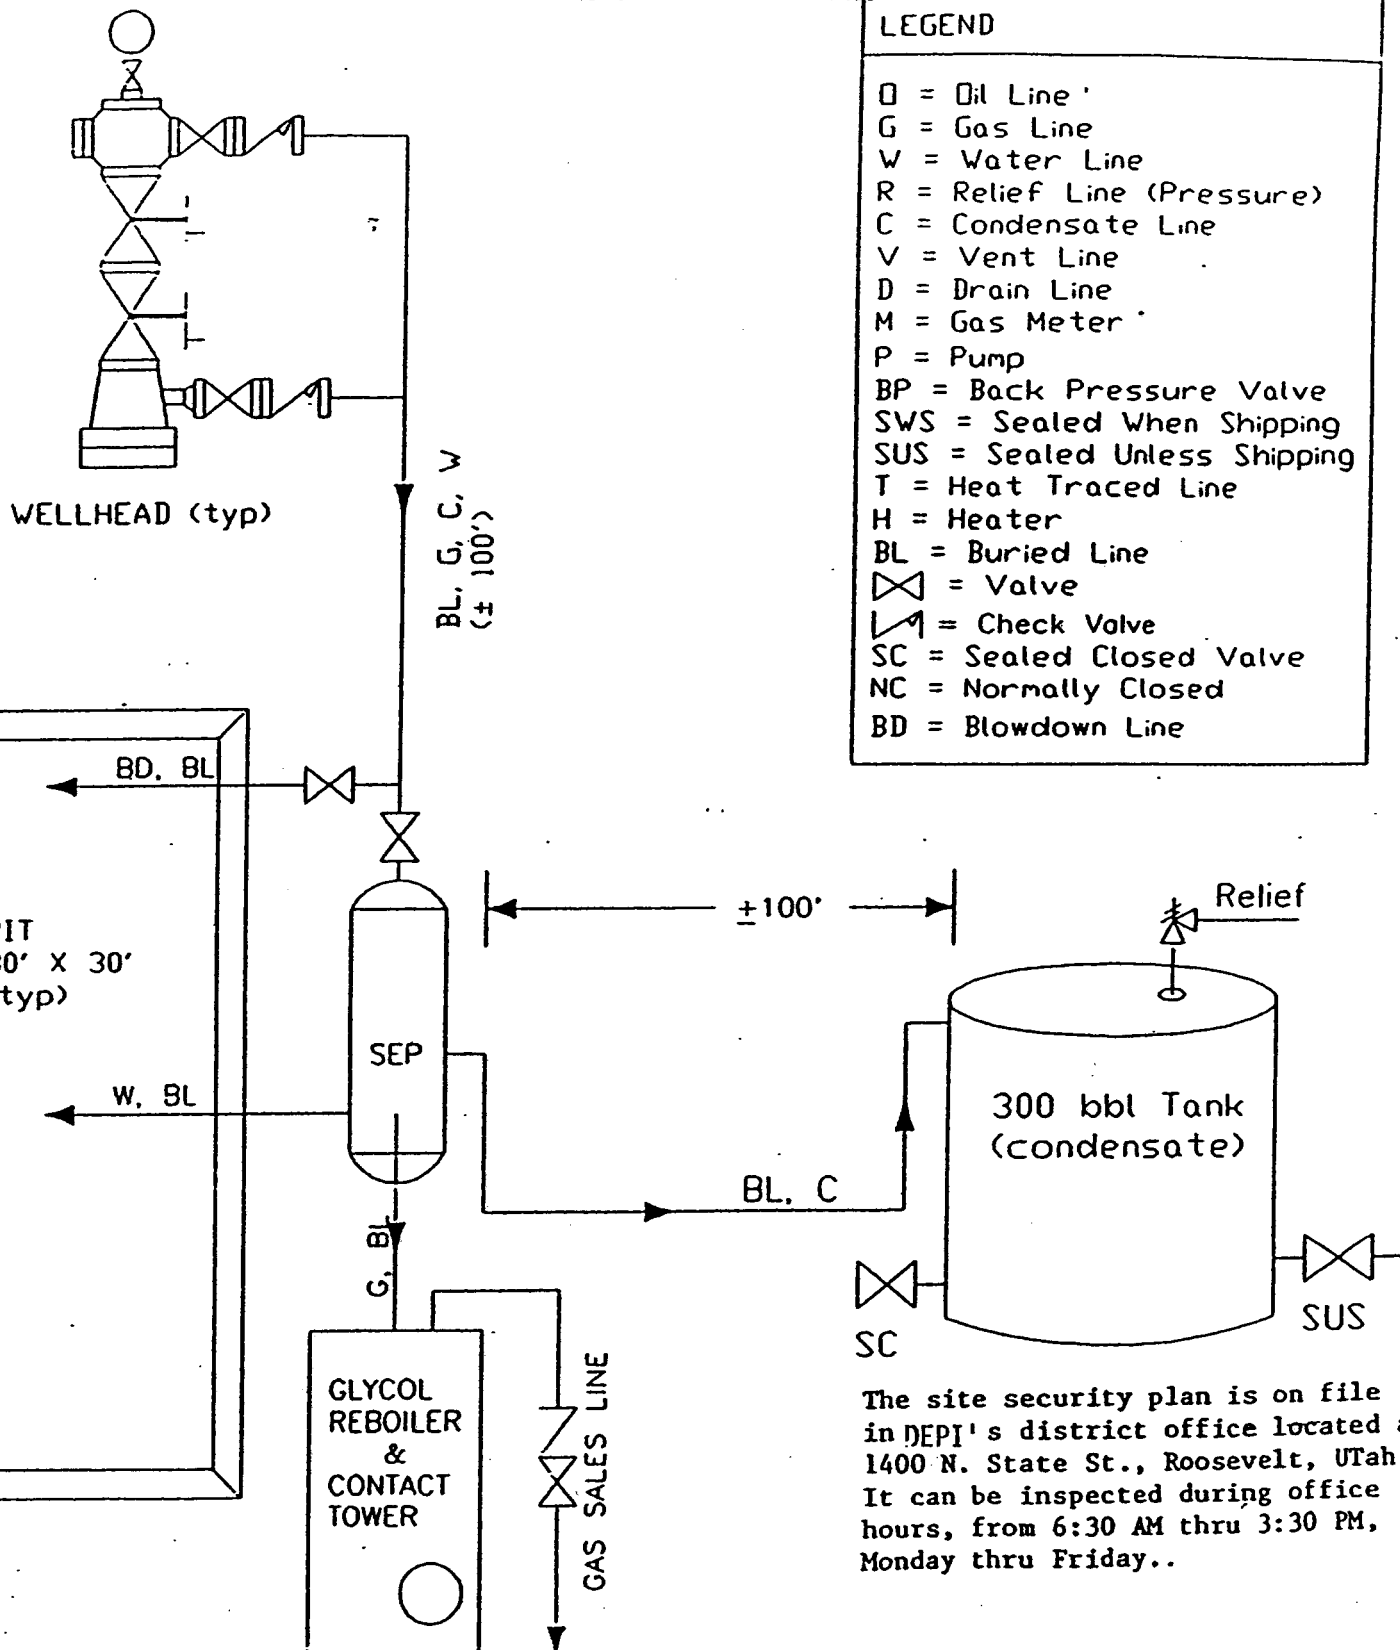 LEGEND
O = Oil Line
G = Gas Line
W = Water Line
R = Relief Line (Pressure)
C = Condensate Line
V = Vent Line
D = Drain Line
M = Gas Meter
P = Pump
BP = Back Pressure Valve
SWS = Sealed When Shipping
SUS = Sealed Unless Shipping
T = Heat Traced Line
H = Heater
BL = Buried Line
= Valve
= Check Valve
SC = Sealed Closed Valve
NC = Normally Closed
BD = Blowdown Line
WELLHEAD (typ)
BL, G, C, W
(± 100')
BD, BL
±100'
Relief
30' X 30'
typ)
SEP
W, BL
300 bbl Tank
(condensate)
BL, C
G, BL
SC
SUS
GLYCOL
REBOILER
&
CONTACT
TOWER
GAS SALES LINE
The site security plan is on file
in DEPI's district office located
1400 N. State St., Roosevelt, UTah
It can be inspected during office
hours, from 6:30 AM thru 3:30 PM,
Monday thru Friday..